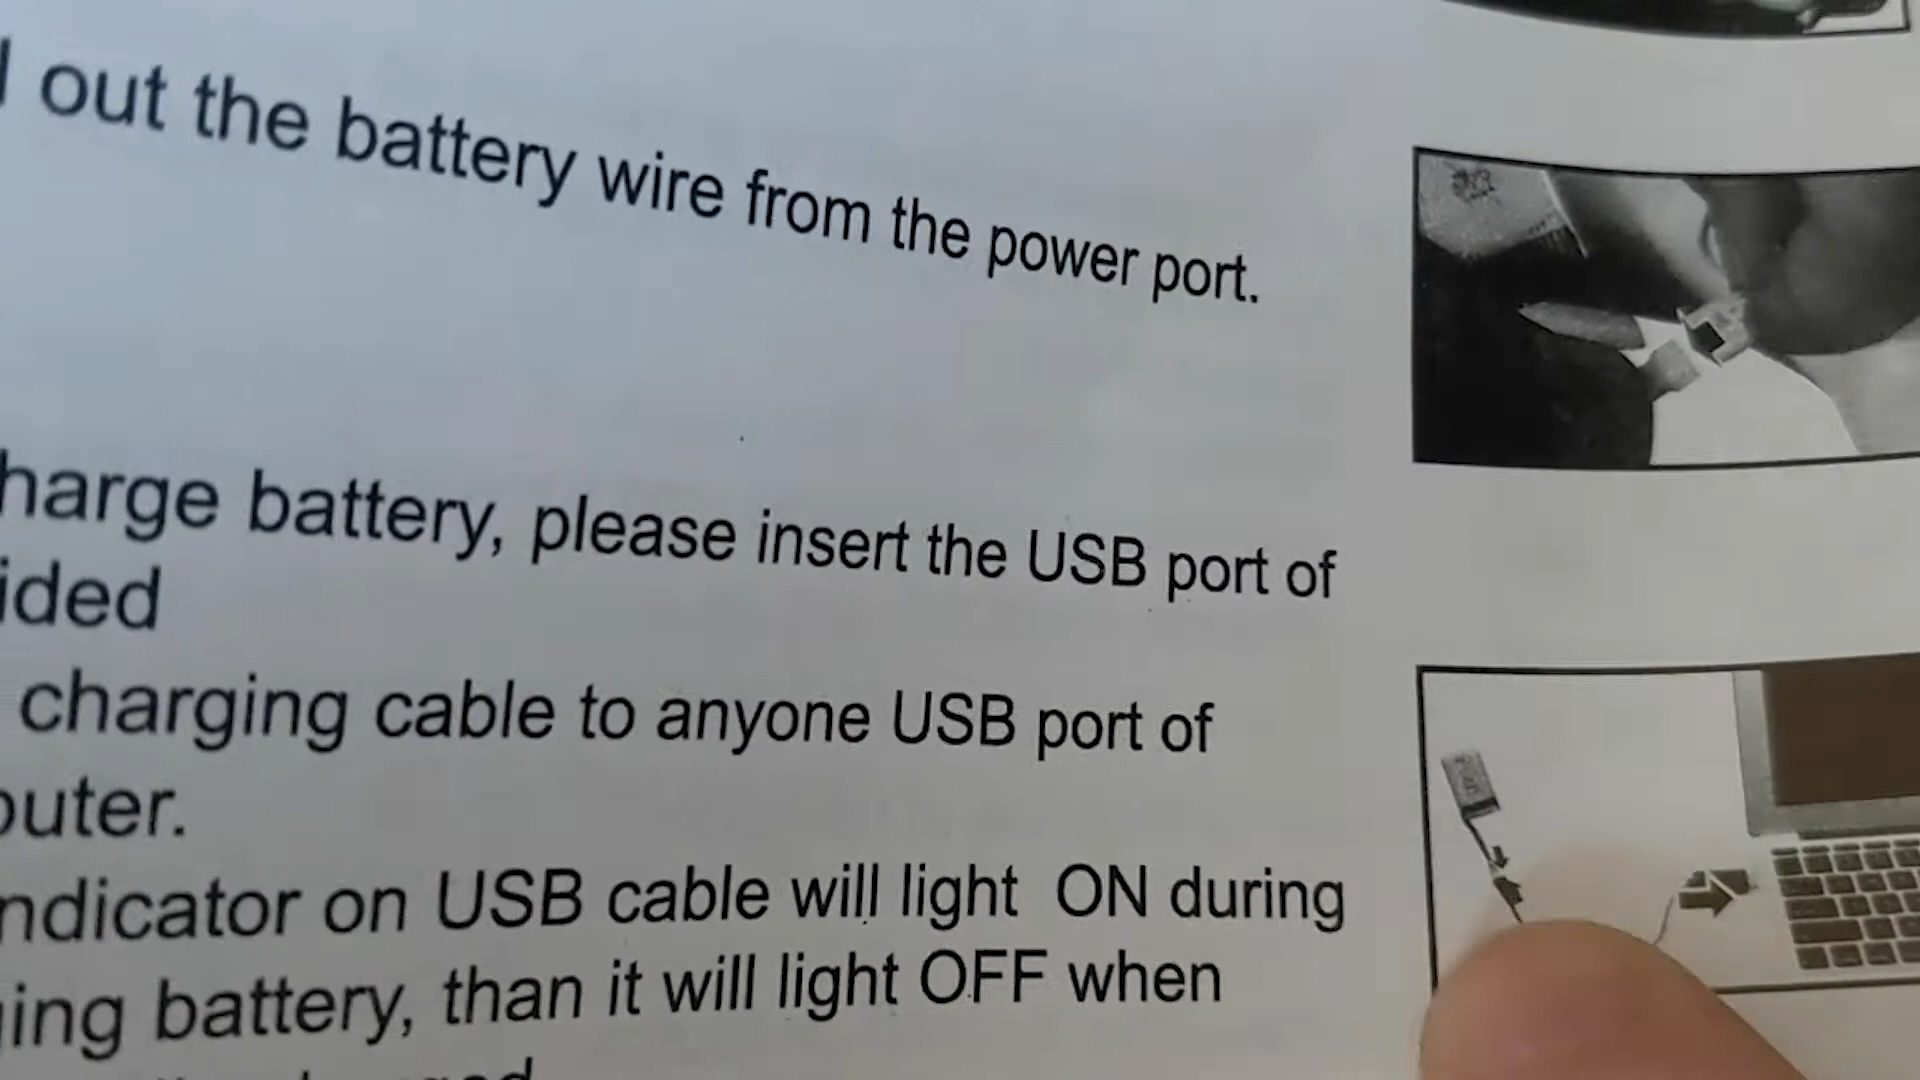 out the battery wire from the power port.
harge battery, please insert the USB port of
ided
charging cable to anyone USB port of
outer.
ndicator on USB cable will light ON during
ing battery, than it will light OFF when